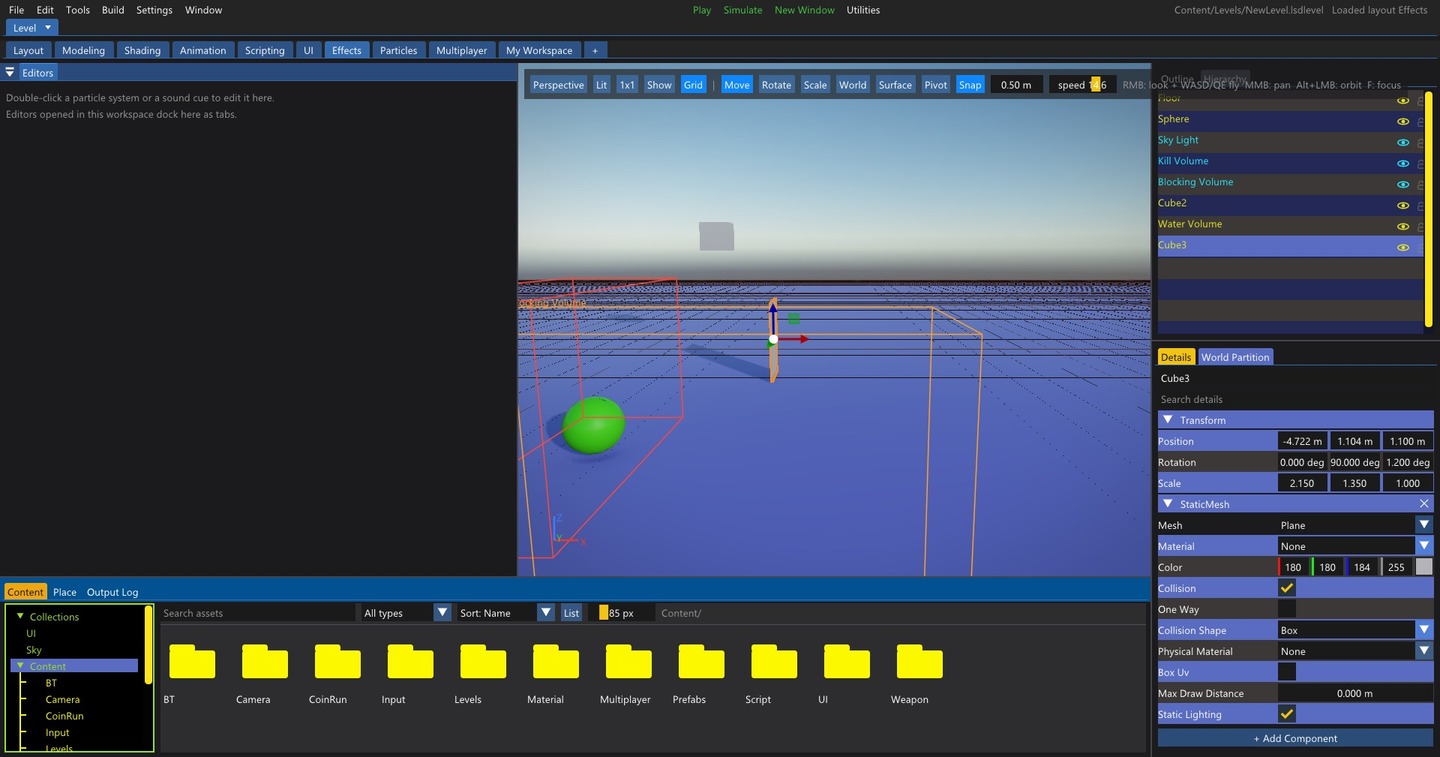 File Edit Tools Build Settings Window Play Simulate New Window Utilities Content/Levels/NewLevel.lsdlevel Loaded layout Effects
Level
Layout Modeling Shading Animation Scripting UI Effects Particles Multiplayer My Workspace +
Editors
Double-click a particle system or a sound cue to edit it here.
Editors opened in this workspace dock here as tabs.
Perspective Lit 1x1 Show Grid | Move Rotate Scale World Surface Pivot Snap 0.50 m speed 14.6 RMB: look + WASD/QE fly MMB: pan Alt+LMB: orbit F: focus
Outline Hierarchy
Floor
Sphere
Sky Light
Kill Volume
Blocking Volume
Cube2
Water Volume
Cube3
Volume
Z
Y X
Details World Partition
Cube3
Search details
Transform
Position -4.722 m 1.104 m 1.100 m
Rotation 0.000 deg 90.000 deg 1.200 deg
Scale 2.150 1.350 1.000
StaticMesh
Mesh Plane
Material None
Color 180 180 184 255
Collision
One Way
Collision Shape Box
Physical Material None
Box Uv
Max Draw Distance 0.000 m
Static Lighting
+ Add Component
Content Place Output Log
Collections
UI
Sky
Content
BT
Camera
CoinRun
Input
Levels
Search assets All types Sort: Name List 85 px Content/
BT Camera CoinRun Input Levels Material Multiplayer Prefabs Script UI Weapon